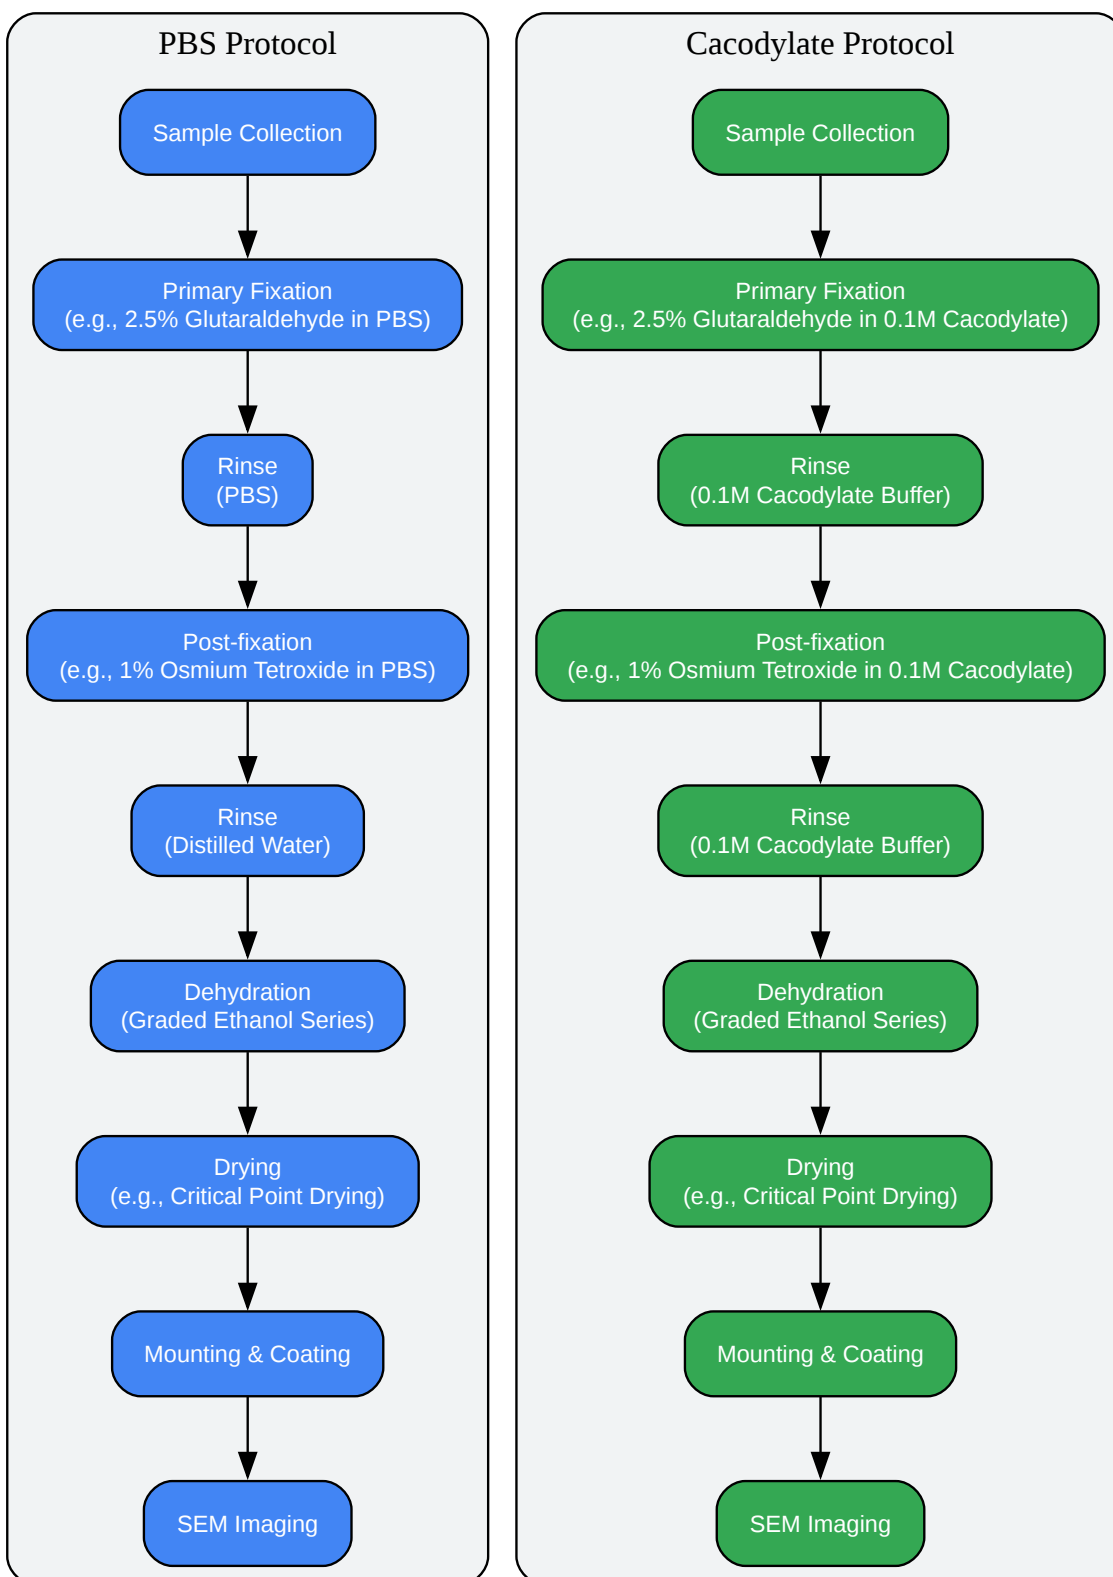 PBS Protocol
Sample Collection
Primary Fixation
(e.g., 2.5% Glutaraldehyde in PBS)
Rinse
(PBS)
Post-fixation
(e.g., 1% Osmium Tetroxide in PBS)
Rinse
(Distilled Water)
Dehydration
(Graded Ethanol Series)
Drying
(e.g., Critical Point Drying)
Mounting & Coating
SEM Imaging
Cacodylate Protocol
Sample Collection
Primary Fixation
(e.g., 2.5% Glutaraldehyde in 0.1M Cacodylate)
Rinse
(0.1M Cacodylate Buffer)
Post-fixation
(e.g., 1% Osmium Tetroxide in 0.1M Cacodylate)
Rinse
(0.1M Cacodylate Buffer)
Dehydration
(Graded Ethanol Series)
Drying
(e.g., Critical Point Drying)
Mounting & Coating
SEM Imaging